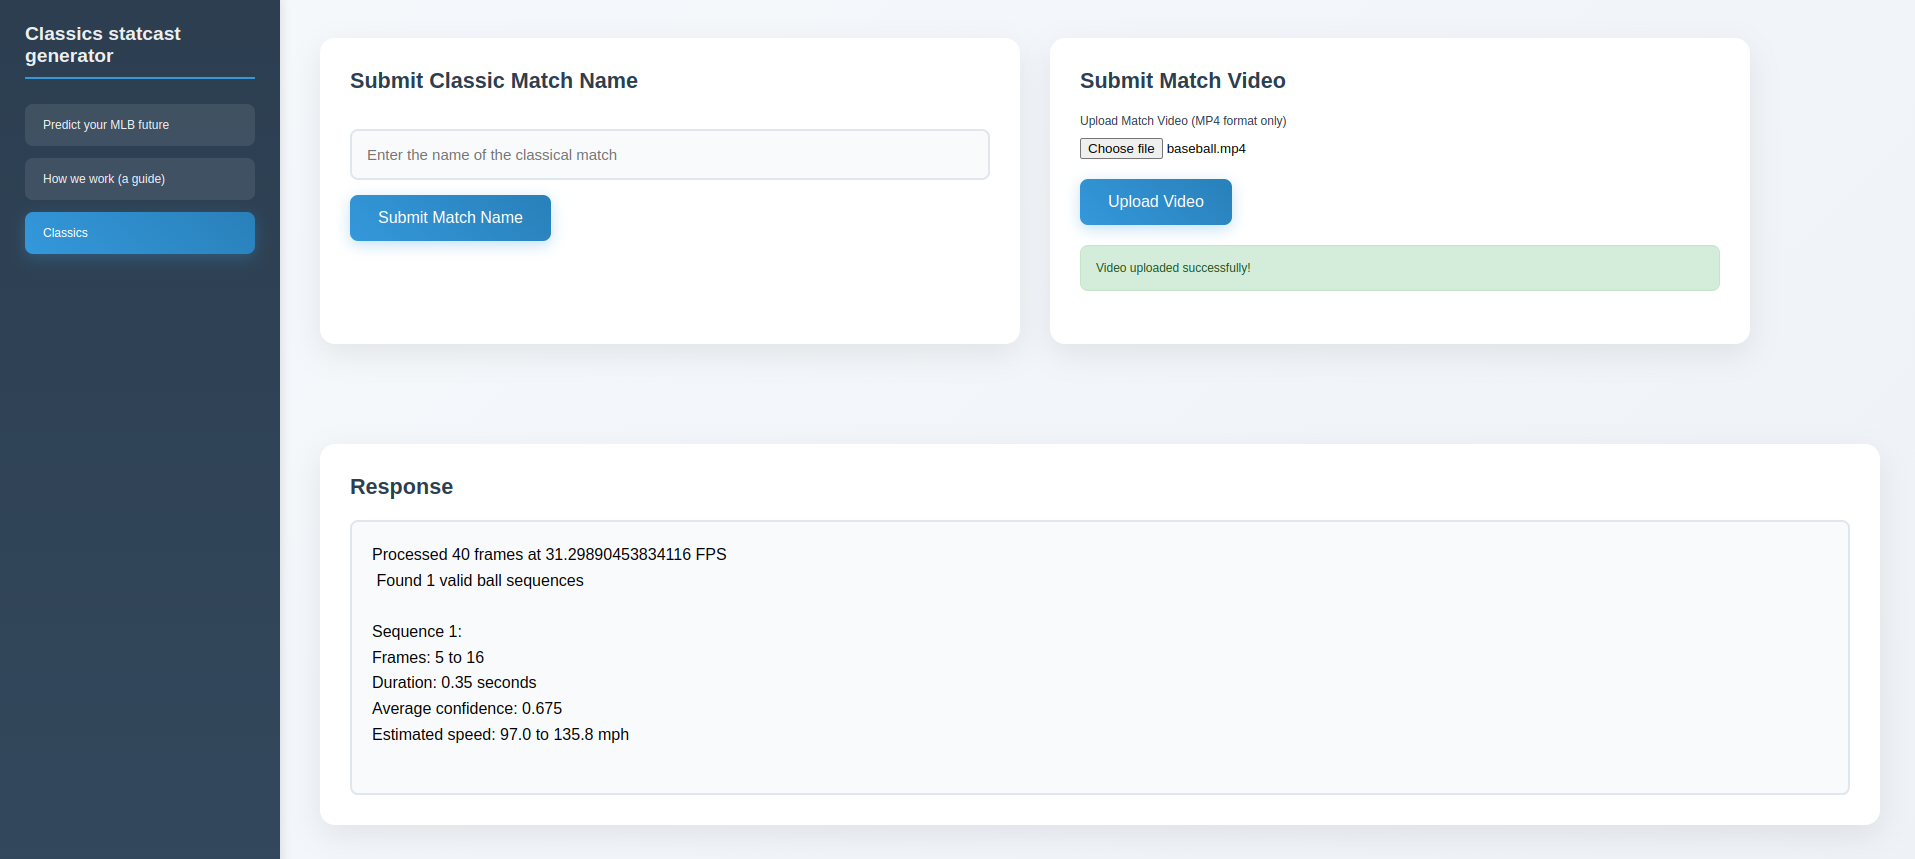 Classics statcast
generator
Predict your MLB future
How we work (a guide)
Classics
Submit Classic Match Name
Enter the name of the classical match
Submit Match Name
Submit Match Video
Upload Match Video (MP4 format only)
Choose file baseball.mp4
Upload Video
Video uploaded successfully!
Response
Processed 40 frames at 31.29890453834116 FPS
Found 1 valid ball sequences
Sequence 1:
Frames: 5 to 16
Duration: 0.35 seconds
Average confidence: 0.675
Estimated speed: 97.0 to 135.8 mph